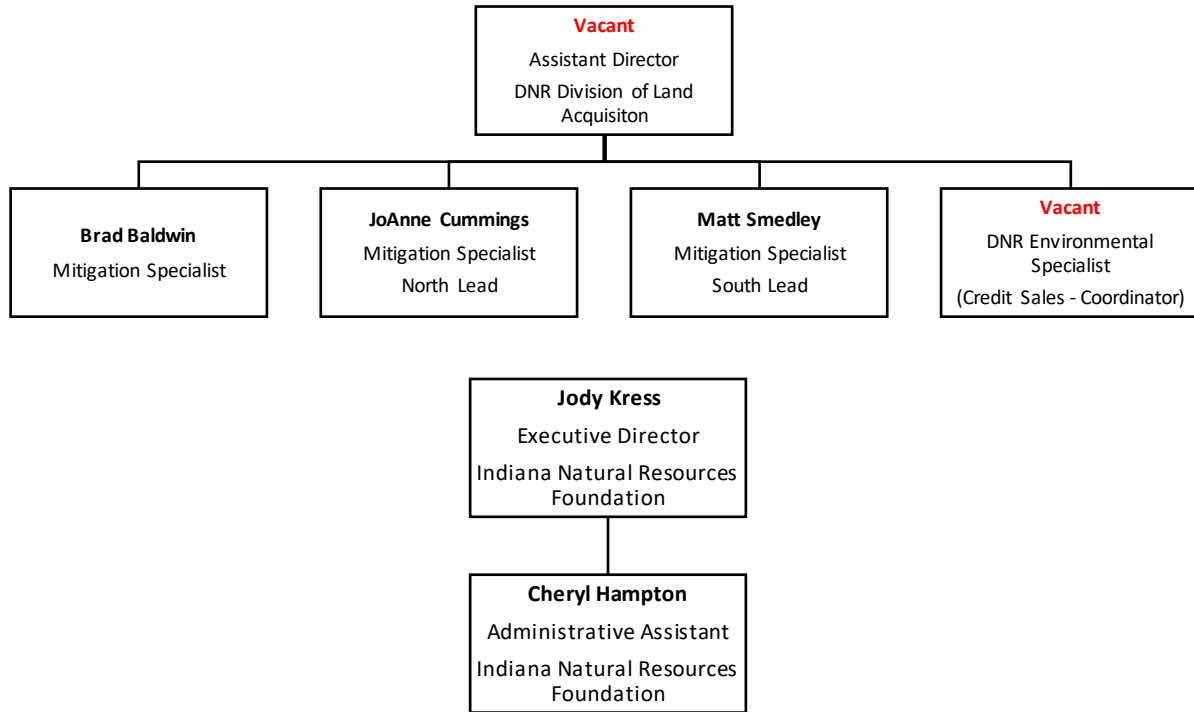 Vacant
Assistant Director
DNR Division of Land
Acquisiton
Brad Baldwin
Mitigation Specialist
JoAnne Cummings
Mitigation Specialist
North Lead
Matt Smedley
Mitigation Specialist
South Lead
Vacant
DNR Environmental
Specialist
(Credit Sales - Coordinator)
Jody Kress
Executive Director
Indiana Natural Resources
Foundation
Cheryl Hampton
Administrative Assistant
Indiana Natural Resources
Foundation